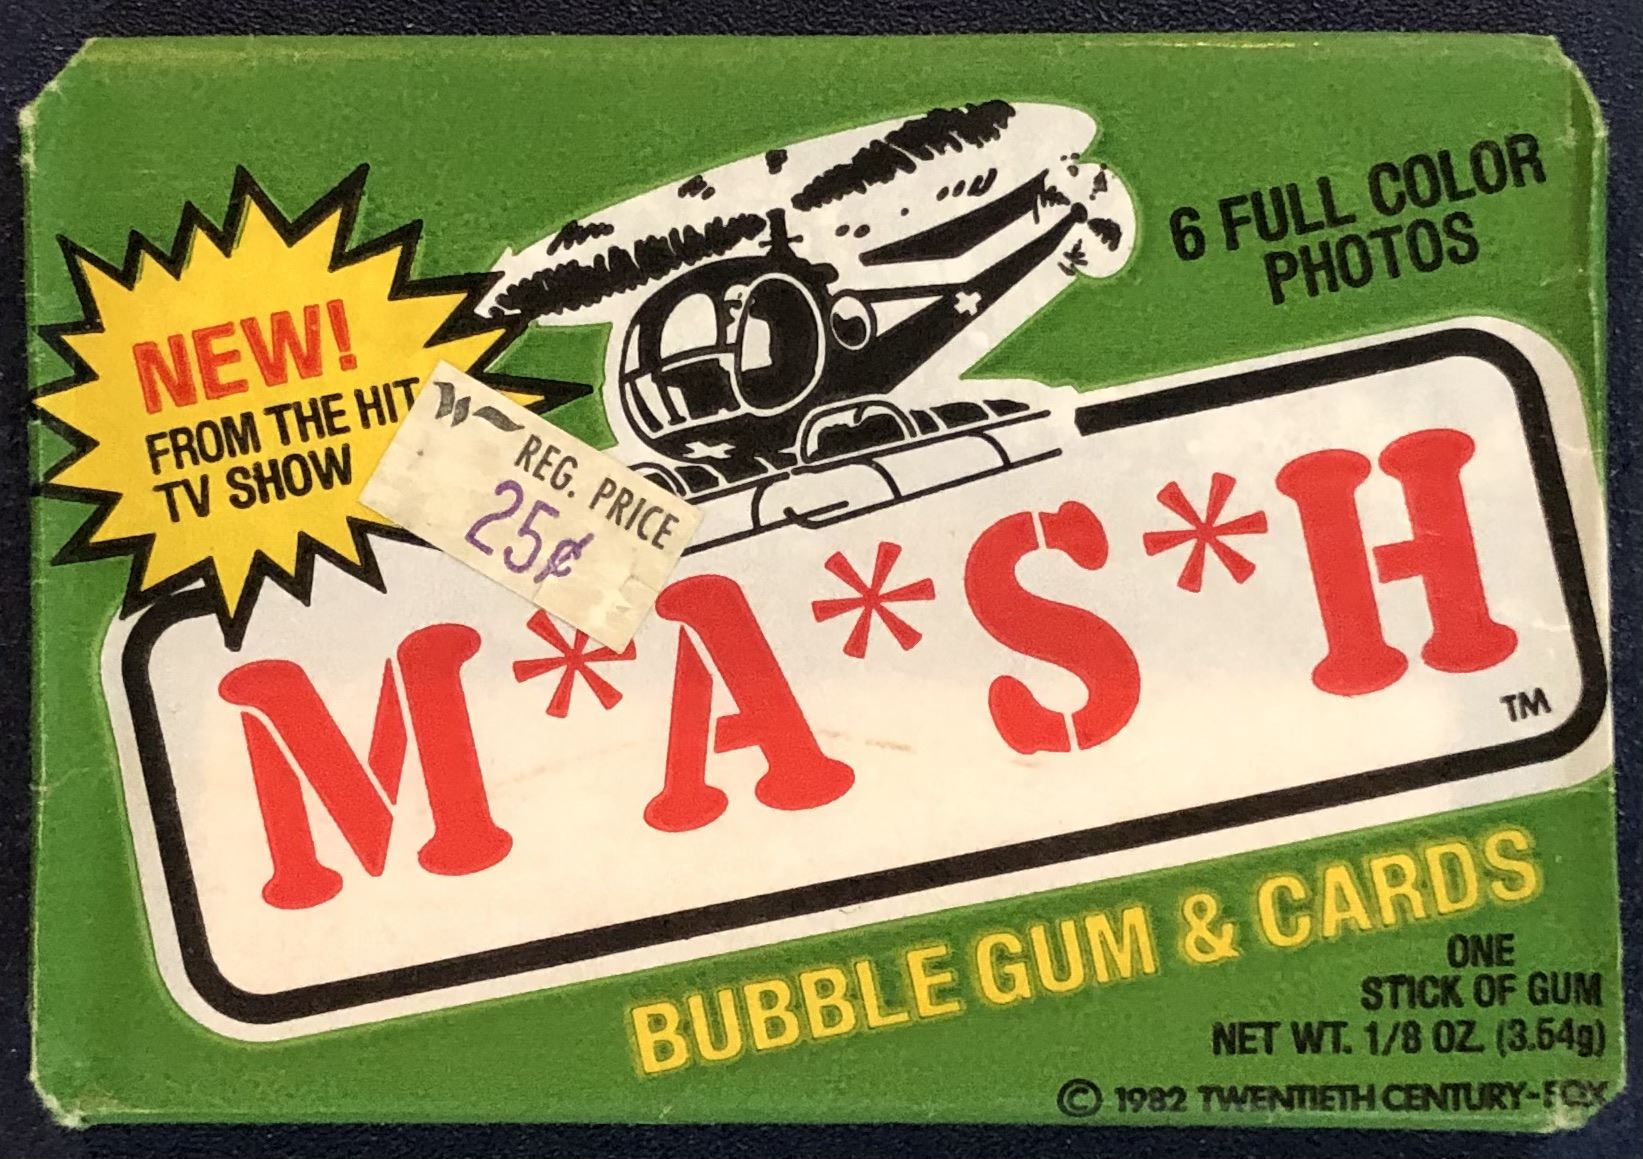 6 FULL COLOR
PHOTOS
NEW!
FROM THE HIT
TV SHOW
REG. PRICE
25¢
M*A*S*H
TM
BUBBLE GUM & CARDS
ONE
STICK OF GUM
NET WT. 1/8 OZ. (3.54g)
© 1982 TWENTIETH CENTURY-FOX